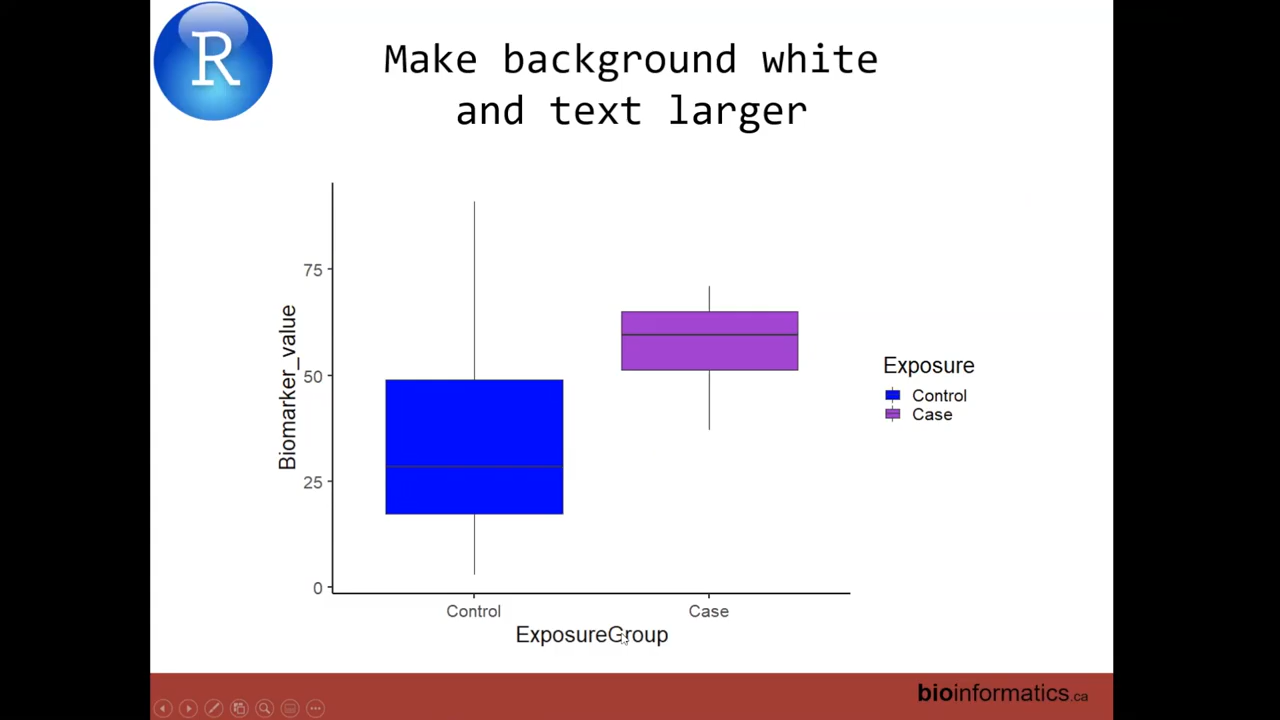 R
Make background white
and text larger
75
50
25
0
Biomarker_value
Control
Case
ExposureGroup
Exposure
Control
Case
bioinformatics.ca